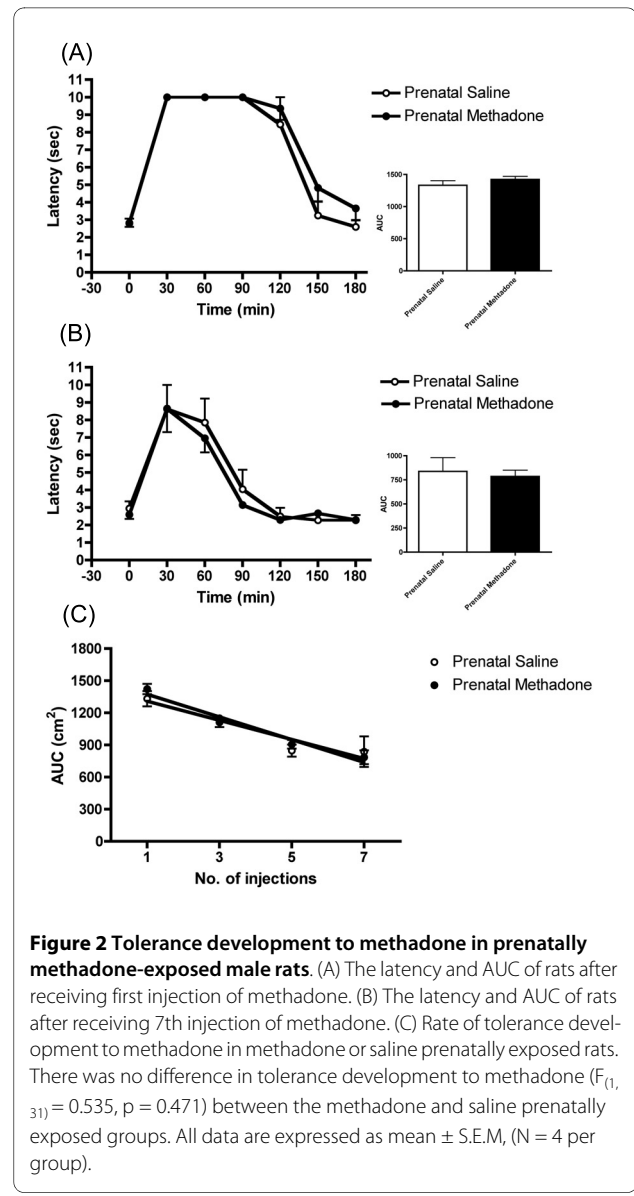 (A)
11
10
9
8
7
6
5
4
3
2
1
0
Latency (sec)
-30 0 30 60 90 120 150 180
Time (min)
Prenatal Saline
Prenatal Methadone
1500
1000
500
0
AUC
Prenatal Saline
Prenatal Mehtadone
(B)
11
10
9
8
7
6
5
4
3
2
1
0
Latency (sec)
-30 0 30 60 90 120 150 180
Time (min)
Prenatal Saline
Prenatal Methadone
1000
750
500
250
0
AUC
Prenatal Saline
Prenatal Methadone
(C)
1800
1500
1200
900
600
300
0
AUC (cm²)
1 3 5 7
No. of injections
Prenatal Saline
Prenatal Methadone
Figure 2 Tolerance development to methadone in prenatally
methadone-exposed male rats. (A) The latency and AUC of rats after
receiving first injection of methadone. (B) The latency and AUC of rats
after receiving 7th injection of methadone. (C) Rate of tolerance devel-
opment to methadone in methadone or saline prenatally exposed rats.
There was no difference in tolerance development to methadone (F(1,
31) = 0.535, p = 0.471) between the methadone and saline prenatally
exposed groups. All data are expressed as mean ± S.E.M, (N = 4 per
group).